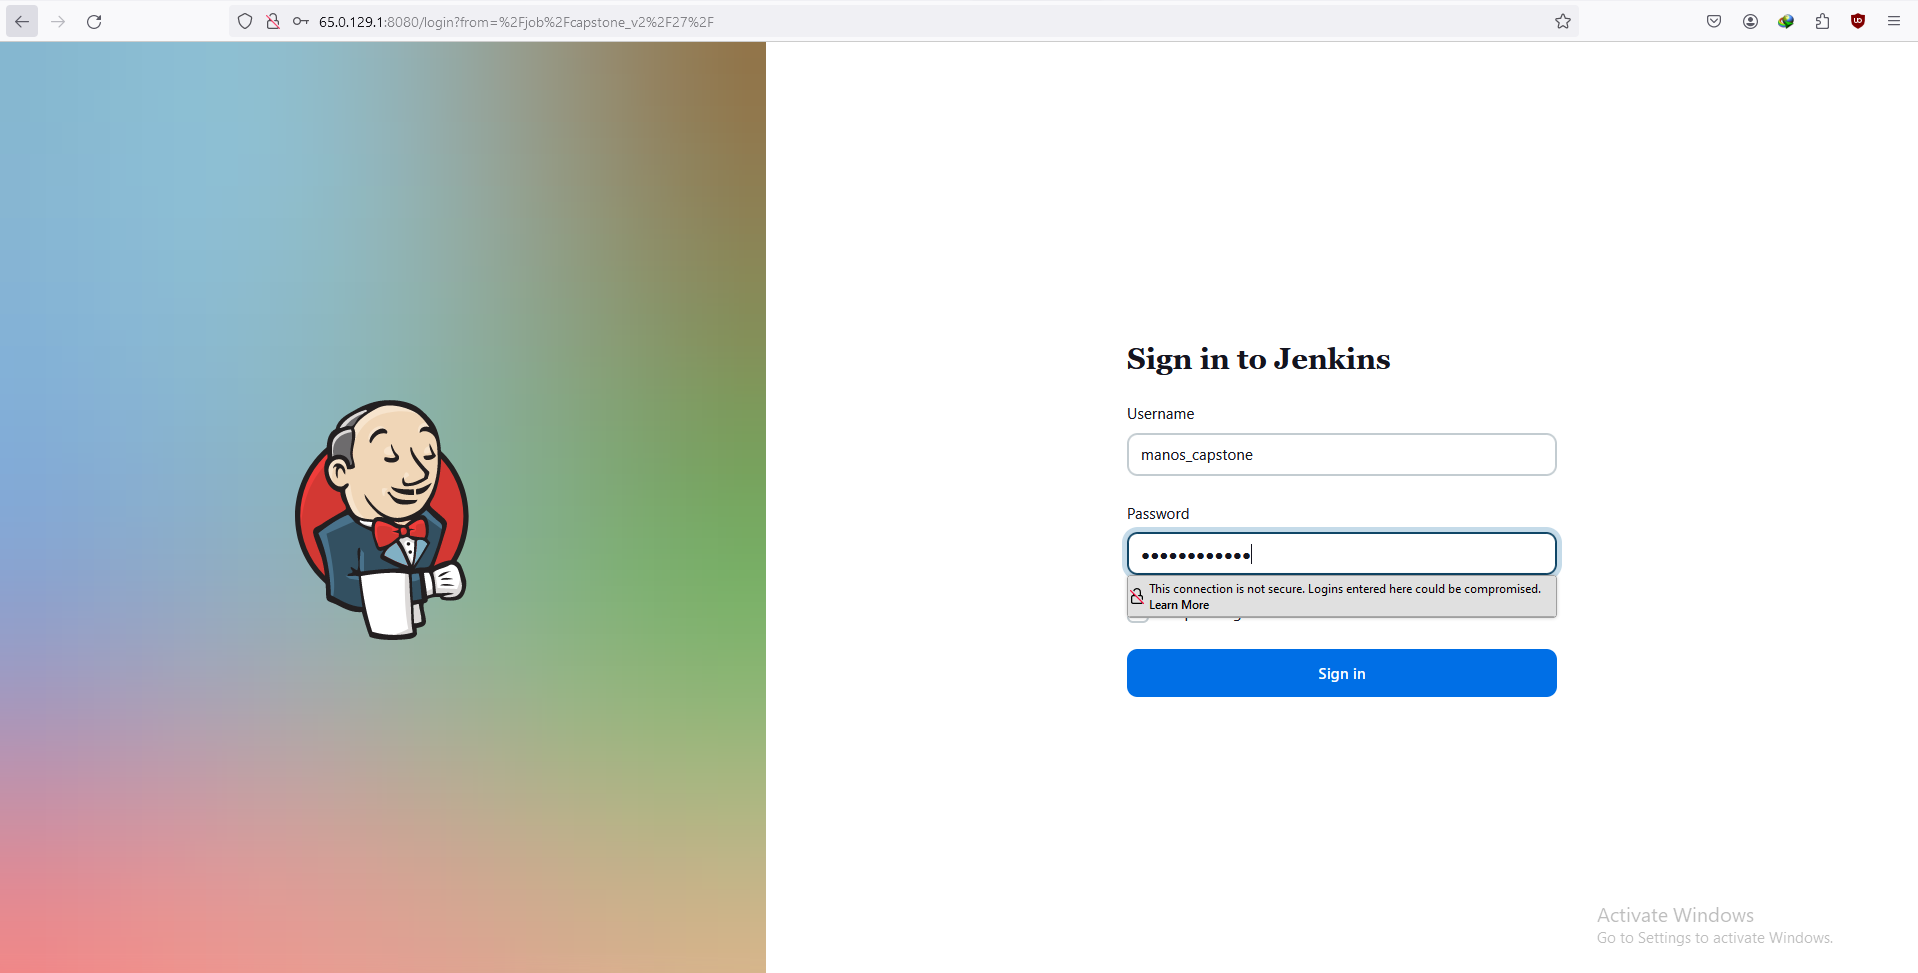 65.0.129.1:8080/login?from=%2Fjob%2Fcapstone_v2%2F27%2F
Sign in to Jenkins
Username
manos_capstone
Password
This connection is not secure. Logins entered here could be compromised.
Learn More
Sign in
Activate Windows
Go to Settings to activate Windows.